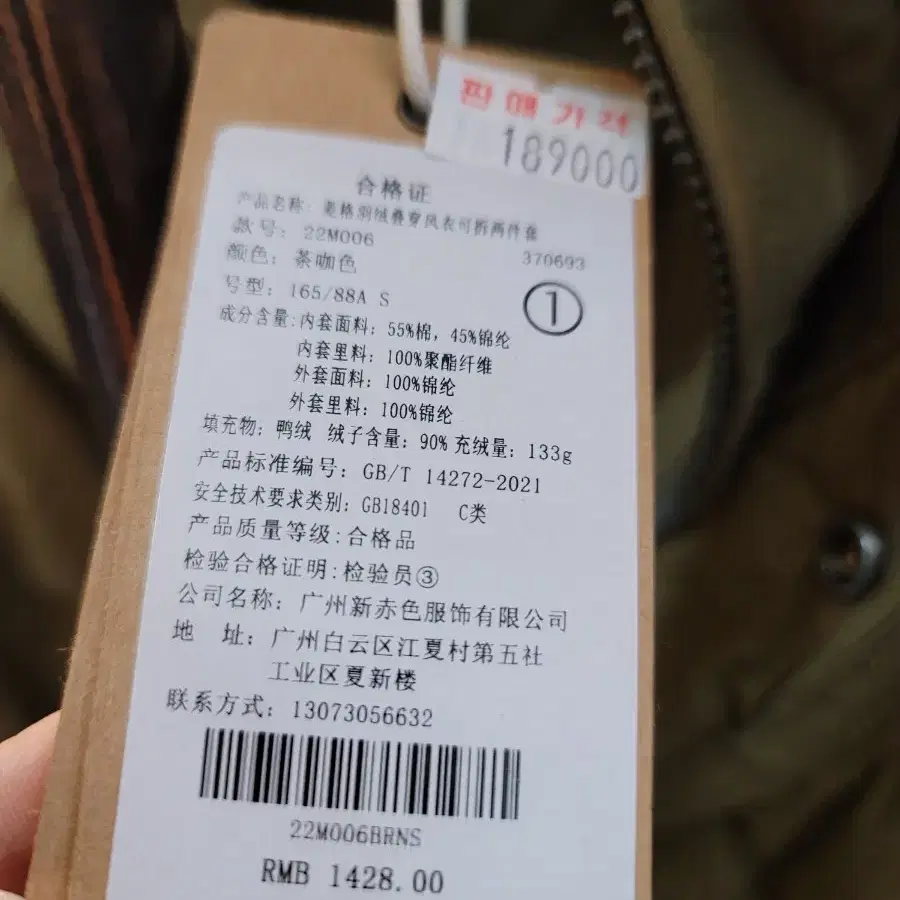 판매가격
189000
合格证
产品名称: 美格羽绒叠穿风衣可拆两件套
款号: 22M006
370693
颜色: 茶咖色
①
号型: 165/88A S
成分含量:内套面料: 55%棉, 45%锦纶
内套里料: 100%聚酯纤维
外套面料: 100%锦纶
外套里料: 100%锦纶
填充物: 鸭绒 绒子含量: 90% 充绒量: 133g
产品标准编号: GB/T 14272-2021
安全技术要求类别: GB18401 C类
产品质量等级:合格品
检验合格证明:检验员③
公司名称: 广州新赤色服饰有限公司
地 址: 广州白云区江夏村第五社
工业区夏新楼
联系方式: 13073056632
22M006BRNS
RMB 1428.00